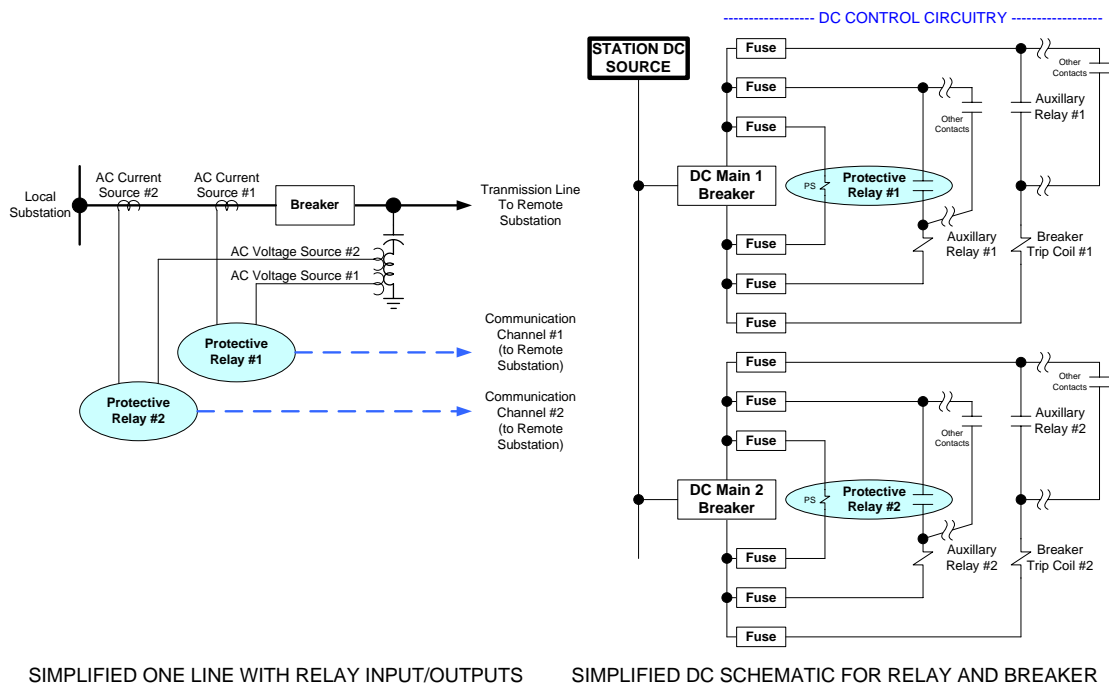 DC CONTROL CIRCUITRY
STATION DC
SOURCE
Fuse
Fuse
Fuse
Other
Contacts
Auxillary
Relay #1
Other
Contacts
DC Main 1
Breaker
PS
Protective
Relay #1
Fuse
Fuse
Fuse
Auxillary
Relay #1
Breaker
Trip Coil #1
Local
Substation
AC Current
Source #2
AC Current
Source #1
Breaker
Tranmission Line
To Remote
Substation
AC Voltage Source #2
AC Voltage Source #1
Protective
Relay #1
Communication
Channel #1
(to Remote
Substation)
Protective
Relay #2
Communication
Channel #2
(to Remote
Substation)
Fuse
Fuse
Fuse
Other
Contacts
Auxillary
Relay #2
Other
Contacts
DC Main 2
Breaker
PS
Protective
Relay #2
Fuse
Fuse
Fuse
Auxillary
Relay #2
Breaker
Trip Coil #2
SIMPLIFIED ONE LINE WITH RELAY INPUT/OUTPUTS
SIMPLIFIED DC SCHEMATIC FOR RELAY AND BREAKER